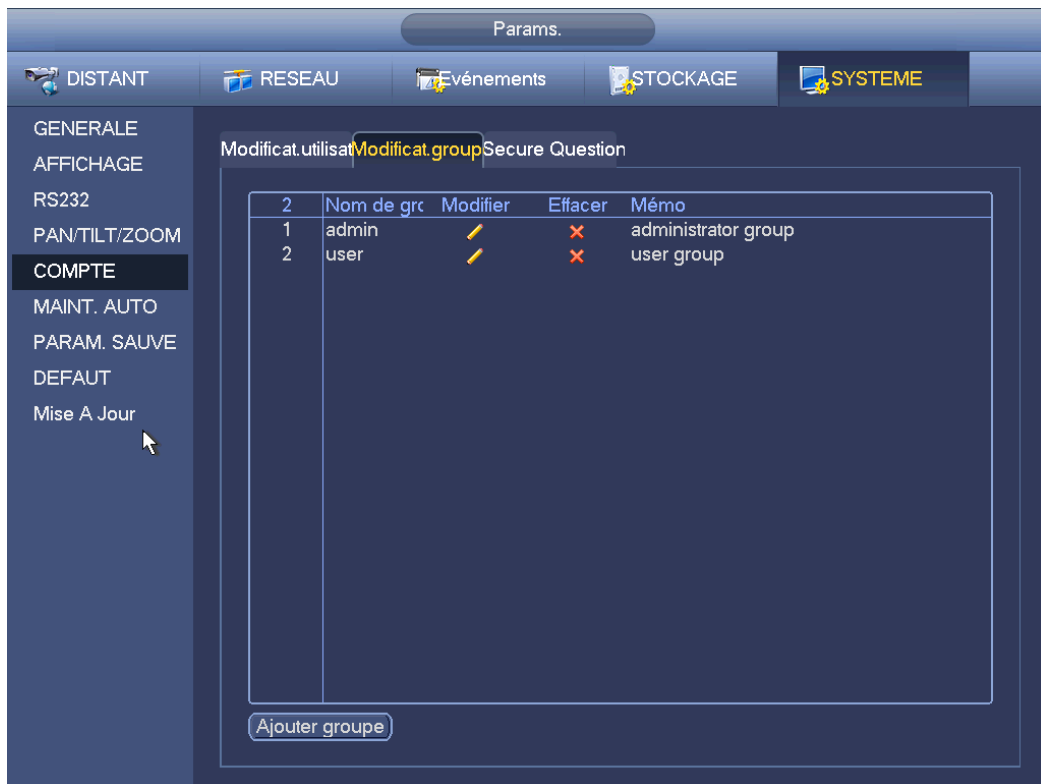 Params.
DISTANT RESEAU Evénements STOCKAGE SYSTEME
GENERALE
AFFICHAGE
RS232
PAN/TILT/ZOOM
COMPTE
MAINT. AUTO
PARAM. SAUVE
DEFAUT
Mise A Jour
Modificat.utilisat Modificat.group Secure Question
2 Nom de grc Modifier Effacer Mémo
1 admin administrator group
2 user user group
Ajouter groupe